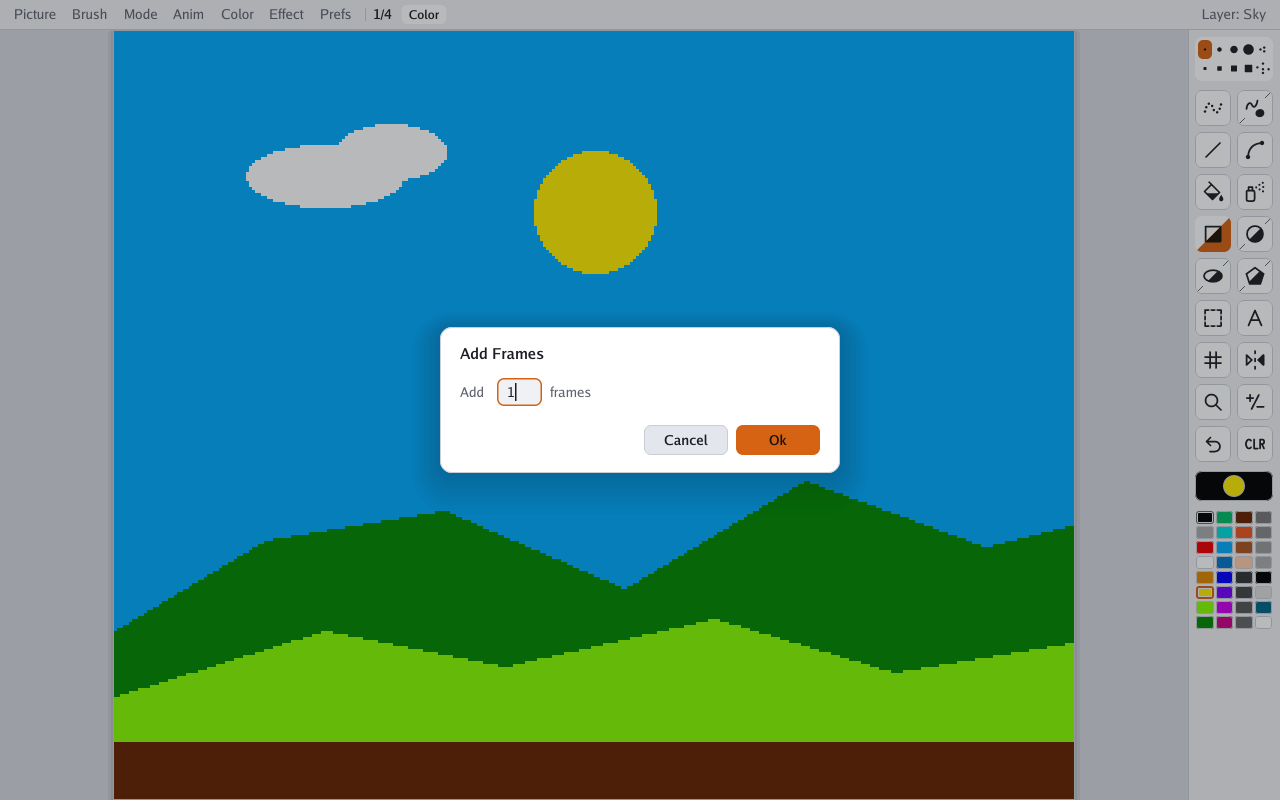 Picture Brush Mode Anim Color Effect Prefs 1/4 Color Layer: Sky
Add Frames
Add 1 frames
Cancel Ok
A
CLR